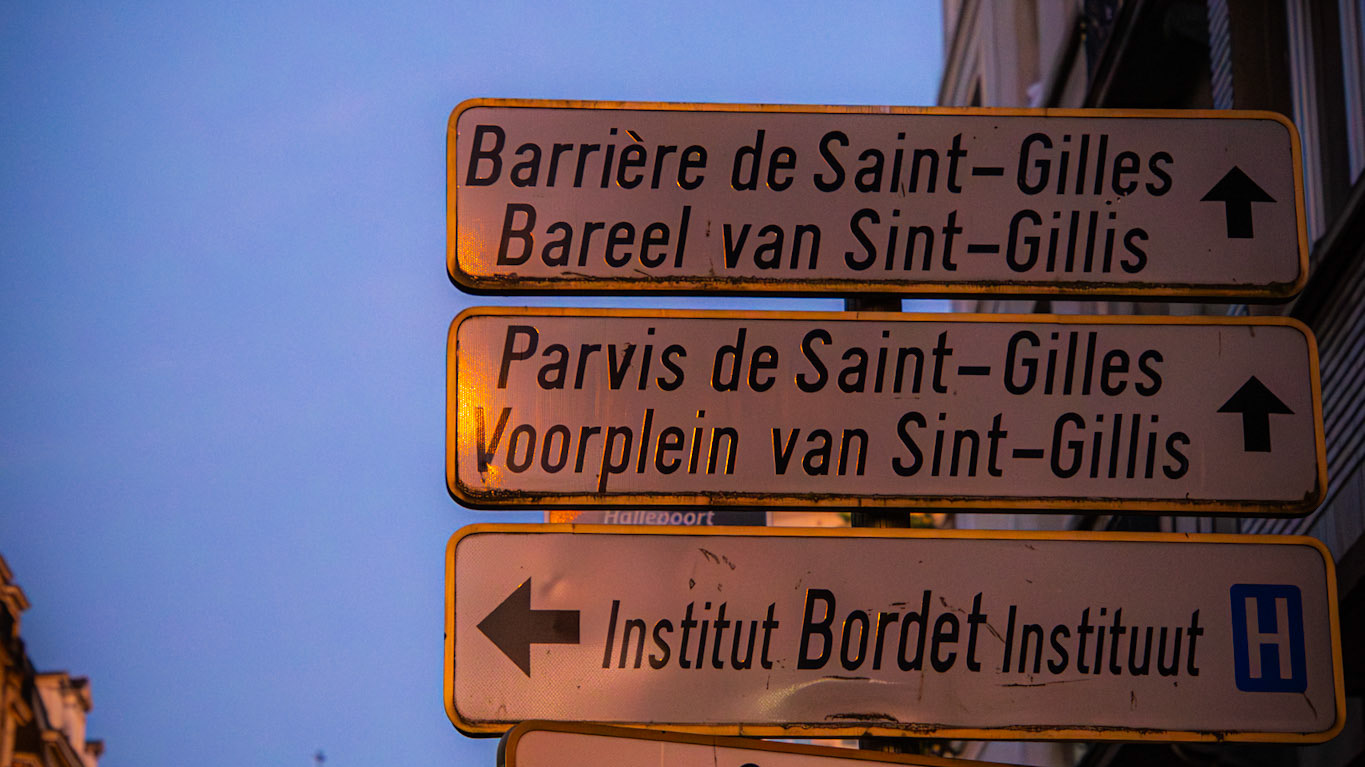 Barrière de Saint-Gilles
Bareel van Sint-Gillis
Parvis de Saint-Gilles
Voorplein van Sint-Gillis
Hallepoort
Institut Bordet Instituut
H